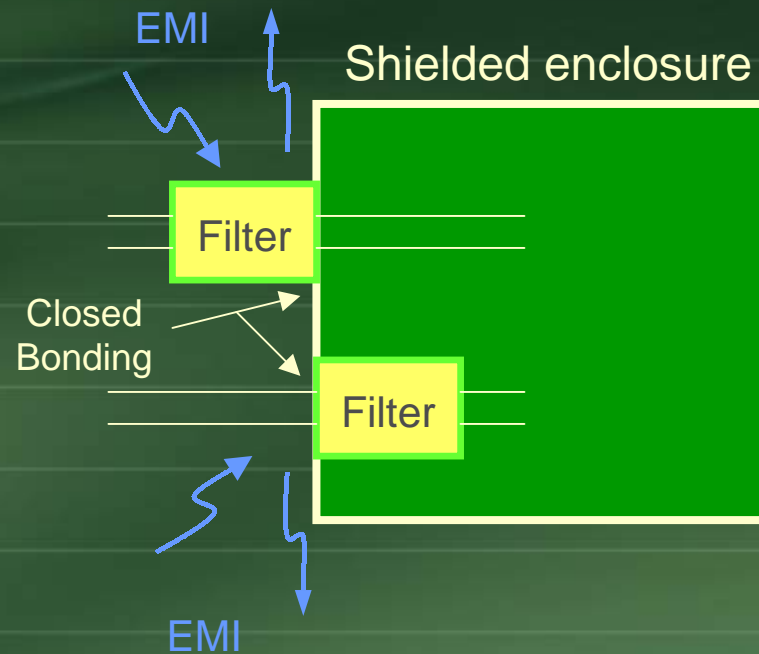 EMI
Shielded enclosure
Filter
Closed
Bonding
Filter
EMI